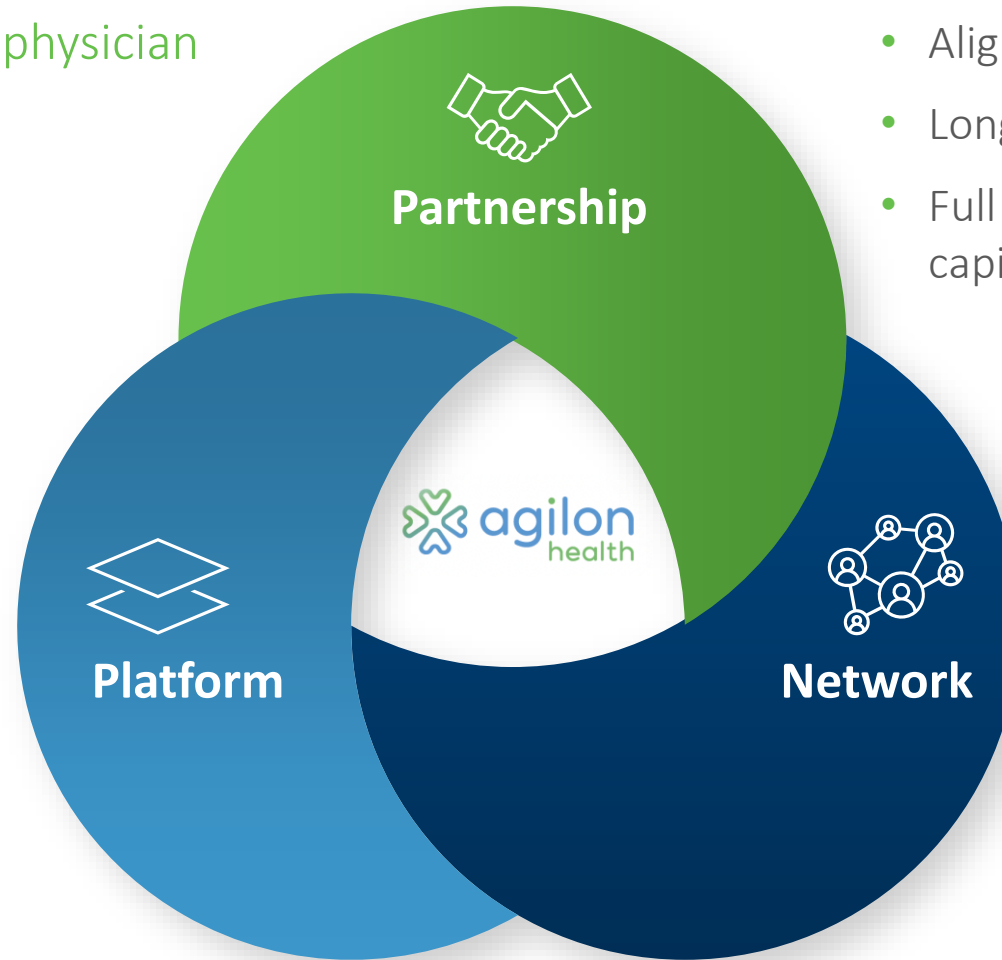 physician
• Alig
• Long
• Full
capi
Partnership
agilon
health
Platform
Network